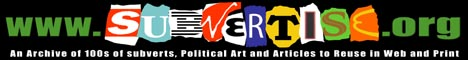 www.SUBVERTISE.org
An Archive of 100s of subverts, Political Art and Articles to Reuse in Web and Print